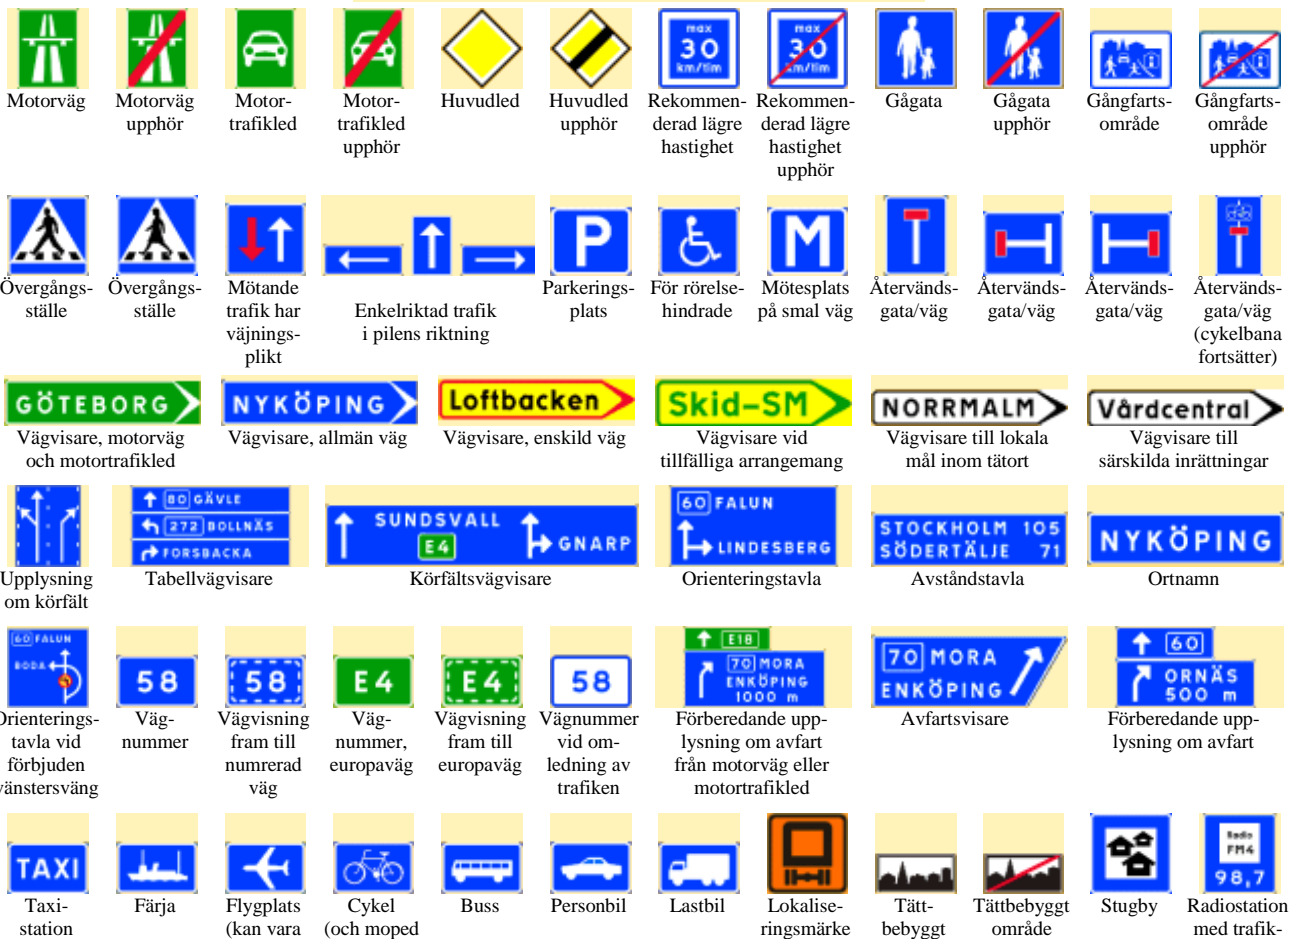 max
30
km/tim
max
30
km/tim
Motorväg
Motorväg
upphör
Motor-
trafikled
Motor-
trafikled
upphör
Huvudled
Huvudled
upphör
Rekommen-
derad lägre
hastighet
Rekommen-
derad lägre
hastighet
upphör
Gågata
Gågata
upphör
Gångfarts-
område
Gångfarts-
område
upphör
P
M
Övergångs-
ställe
Övergångs-
ställe
Mötande
trafik har
väjnings-
plikt
Enkelriktad trafik
i pilens riktning
Parkerings-
plats
För rörelse-
hindrade
Mötesplats
på smal väg
Återvänds-
gata/väg
Återvänds-
gata/väg
Återvänds-
gata/väg
Återvänds-
gata/väg
(cykelbana
fortsätter)
GÖTEBORG
NYKÖPING
Loftbacken
Skid-SM
NORRMALM
Vårdcentral
Vägvisare, motorväg
och motortrafikled
Vägvisare, allmän väg
Vägvisare, enskild väg
Vägvisare vid
tillfälliga arrangemang
Vägvisare till lokala
mål inom tätort
Vägvisare till
särskilda inrättningar
80 GÄVLE
272 BOLLNÄS
FORSBACKA
SUNDSVALL
E4
GNARP
60 FALUN
LINDESBERG
STOCKHOLM 105
SÖDERTÄLJE 71
NYKÖPING
Upplysning
om körfält
Tabellvägvisare
Körfältsvägvisare
Orienteringstavla
Avståndstavla
Ortnamn
60 FALUN
BODA
58
58
E4
E4
58
E18
70 MORA
ENKÖPING
1000 m
70 MORA
ENKÖPING
60
ORNÄS
500 m
Orienterings-
tavla vid
förbjuden
vänstersväng
Väg-
nummer
Vägvisning
fram till
numrerad
väg
Väg-
nummer,
europaväg
Vägvisning
fram till
europaväg
Vägnummer
vid om-
ledning av
trafiken
Förberedande upp-
lysning om avfart
från motorväg eller
motortrafikled
Avfartsvisare
Förberedande upp-
lysning om avfart
TAXI
Radio
FM4
98,7
Taxi-
station
Färja
Flygplats
(kan vara
Cykel
(och moped
Buss
Personbil
Lastbil
Lokalise-
ringsmärke
Tätt-
bebyggt
Tättbebyggt
område
Stugby
Radiostation
med trafik-